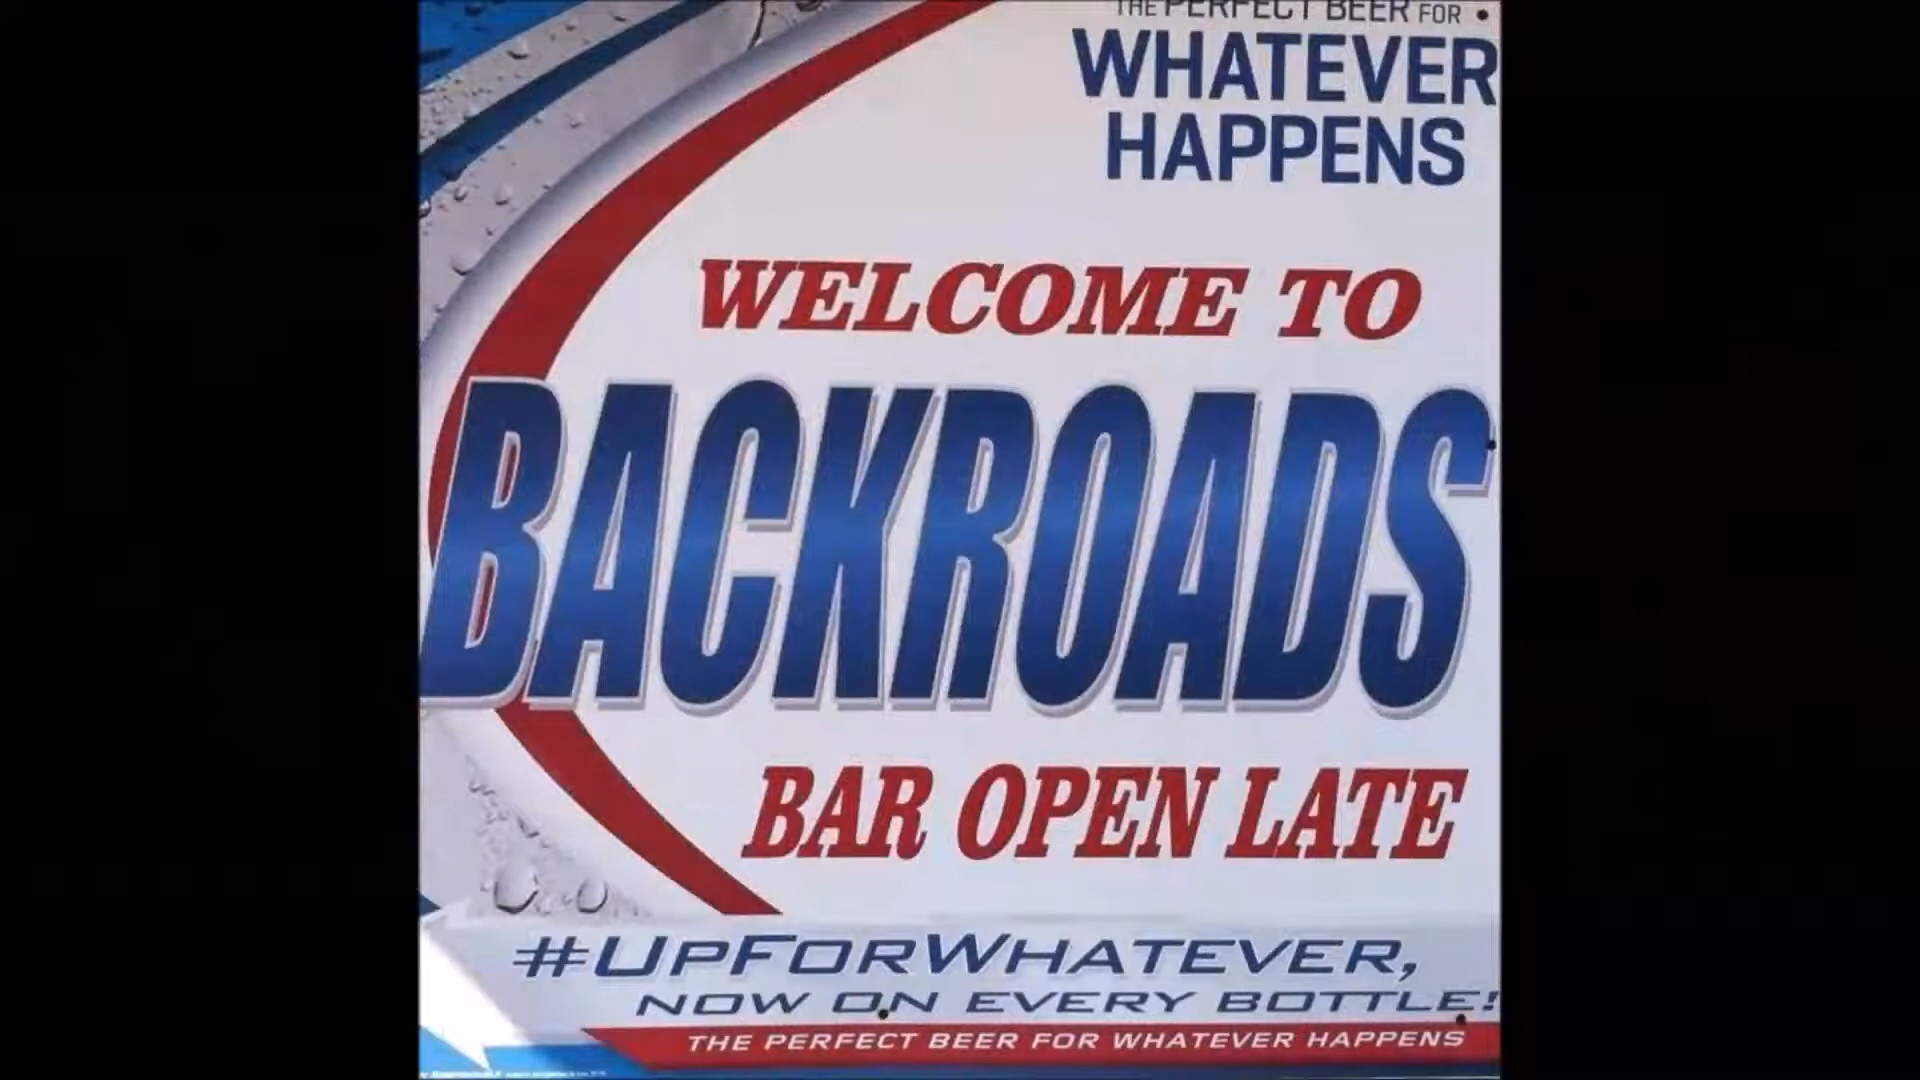 THE PERFECT BEER FOR
WHATEVER
HAPPENS
WELCOME TO
BACKROADS
BAR OPEN LATE
#UPFORWHATEVER,
NOW ON EVERY BOTTLE!
THE PERFECT BEER FOR WHATEVER HAPPENS